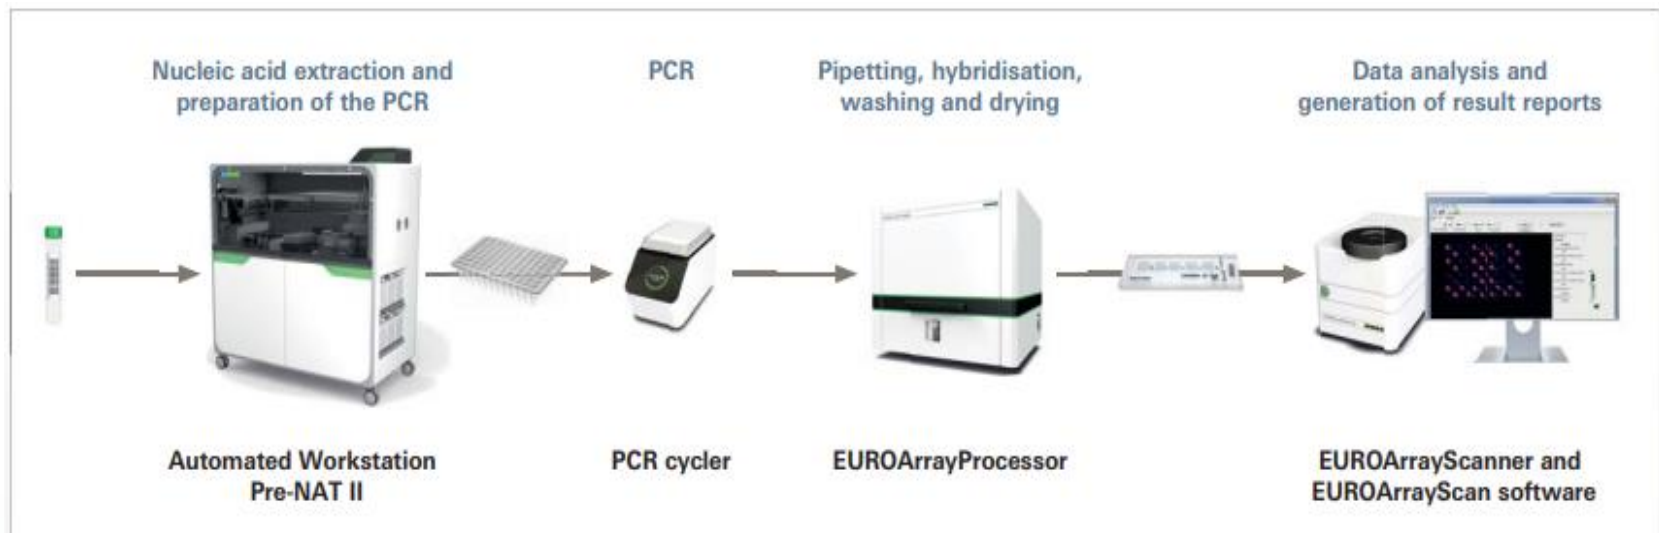 Nucleic acid extraction and
preparation of the PCR
PCR
Pipetting, hybridisation,
washing and drying
Data analysis and
generation of result reports
Automated Workstation
Pre-NAT II
PCR cycler
EUROArrayProcessor
EUROArrayScanner and
EUROArrayScan software